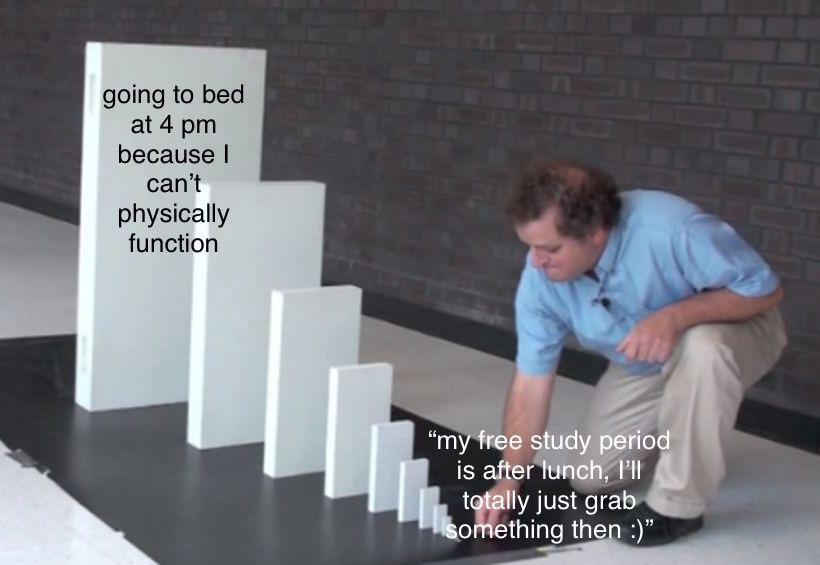 going to bed
at 4 pm
because I
can't
physically
function
“my free study period
is after lunch, I'll
totally just grab
something then :)”